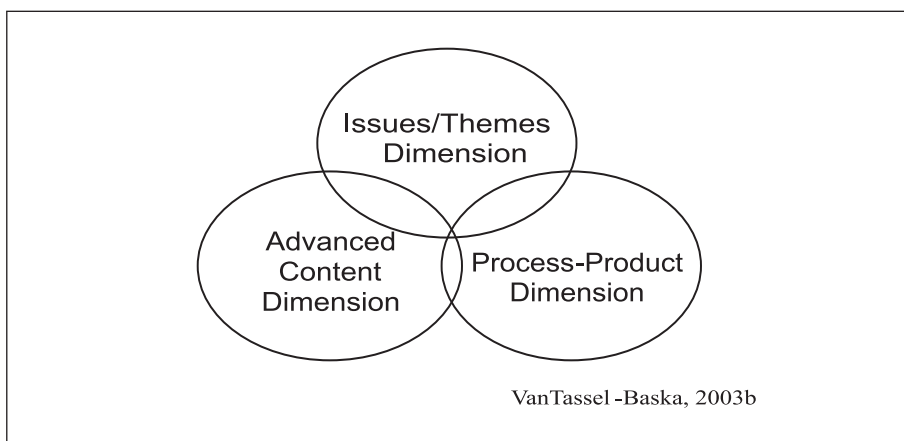 Issues/Themes
Dimension
Advanced
Content
Dimension
Process-Product
Dimension
VanTassel-Baska, 2003b